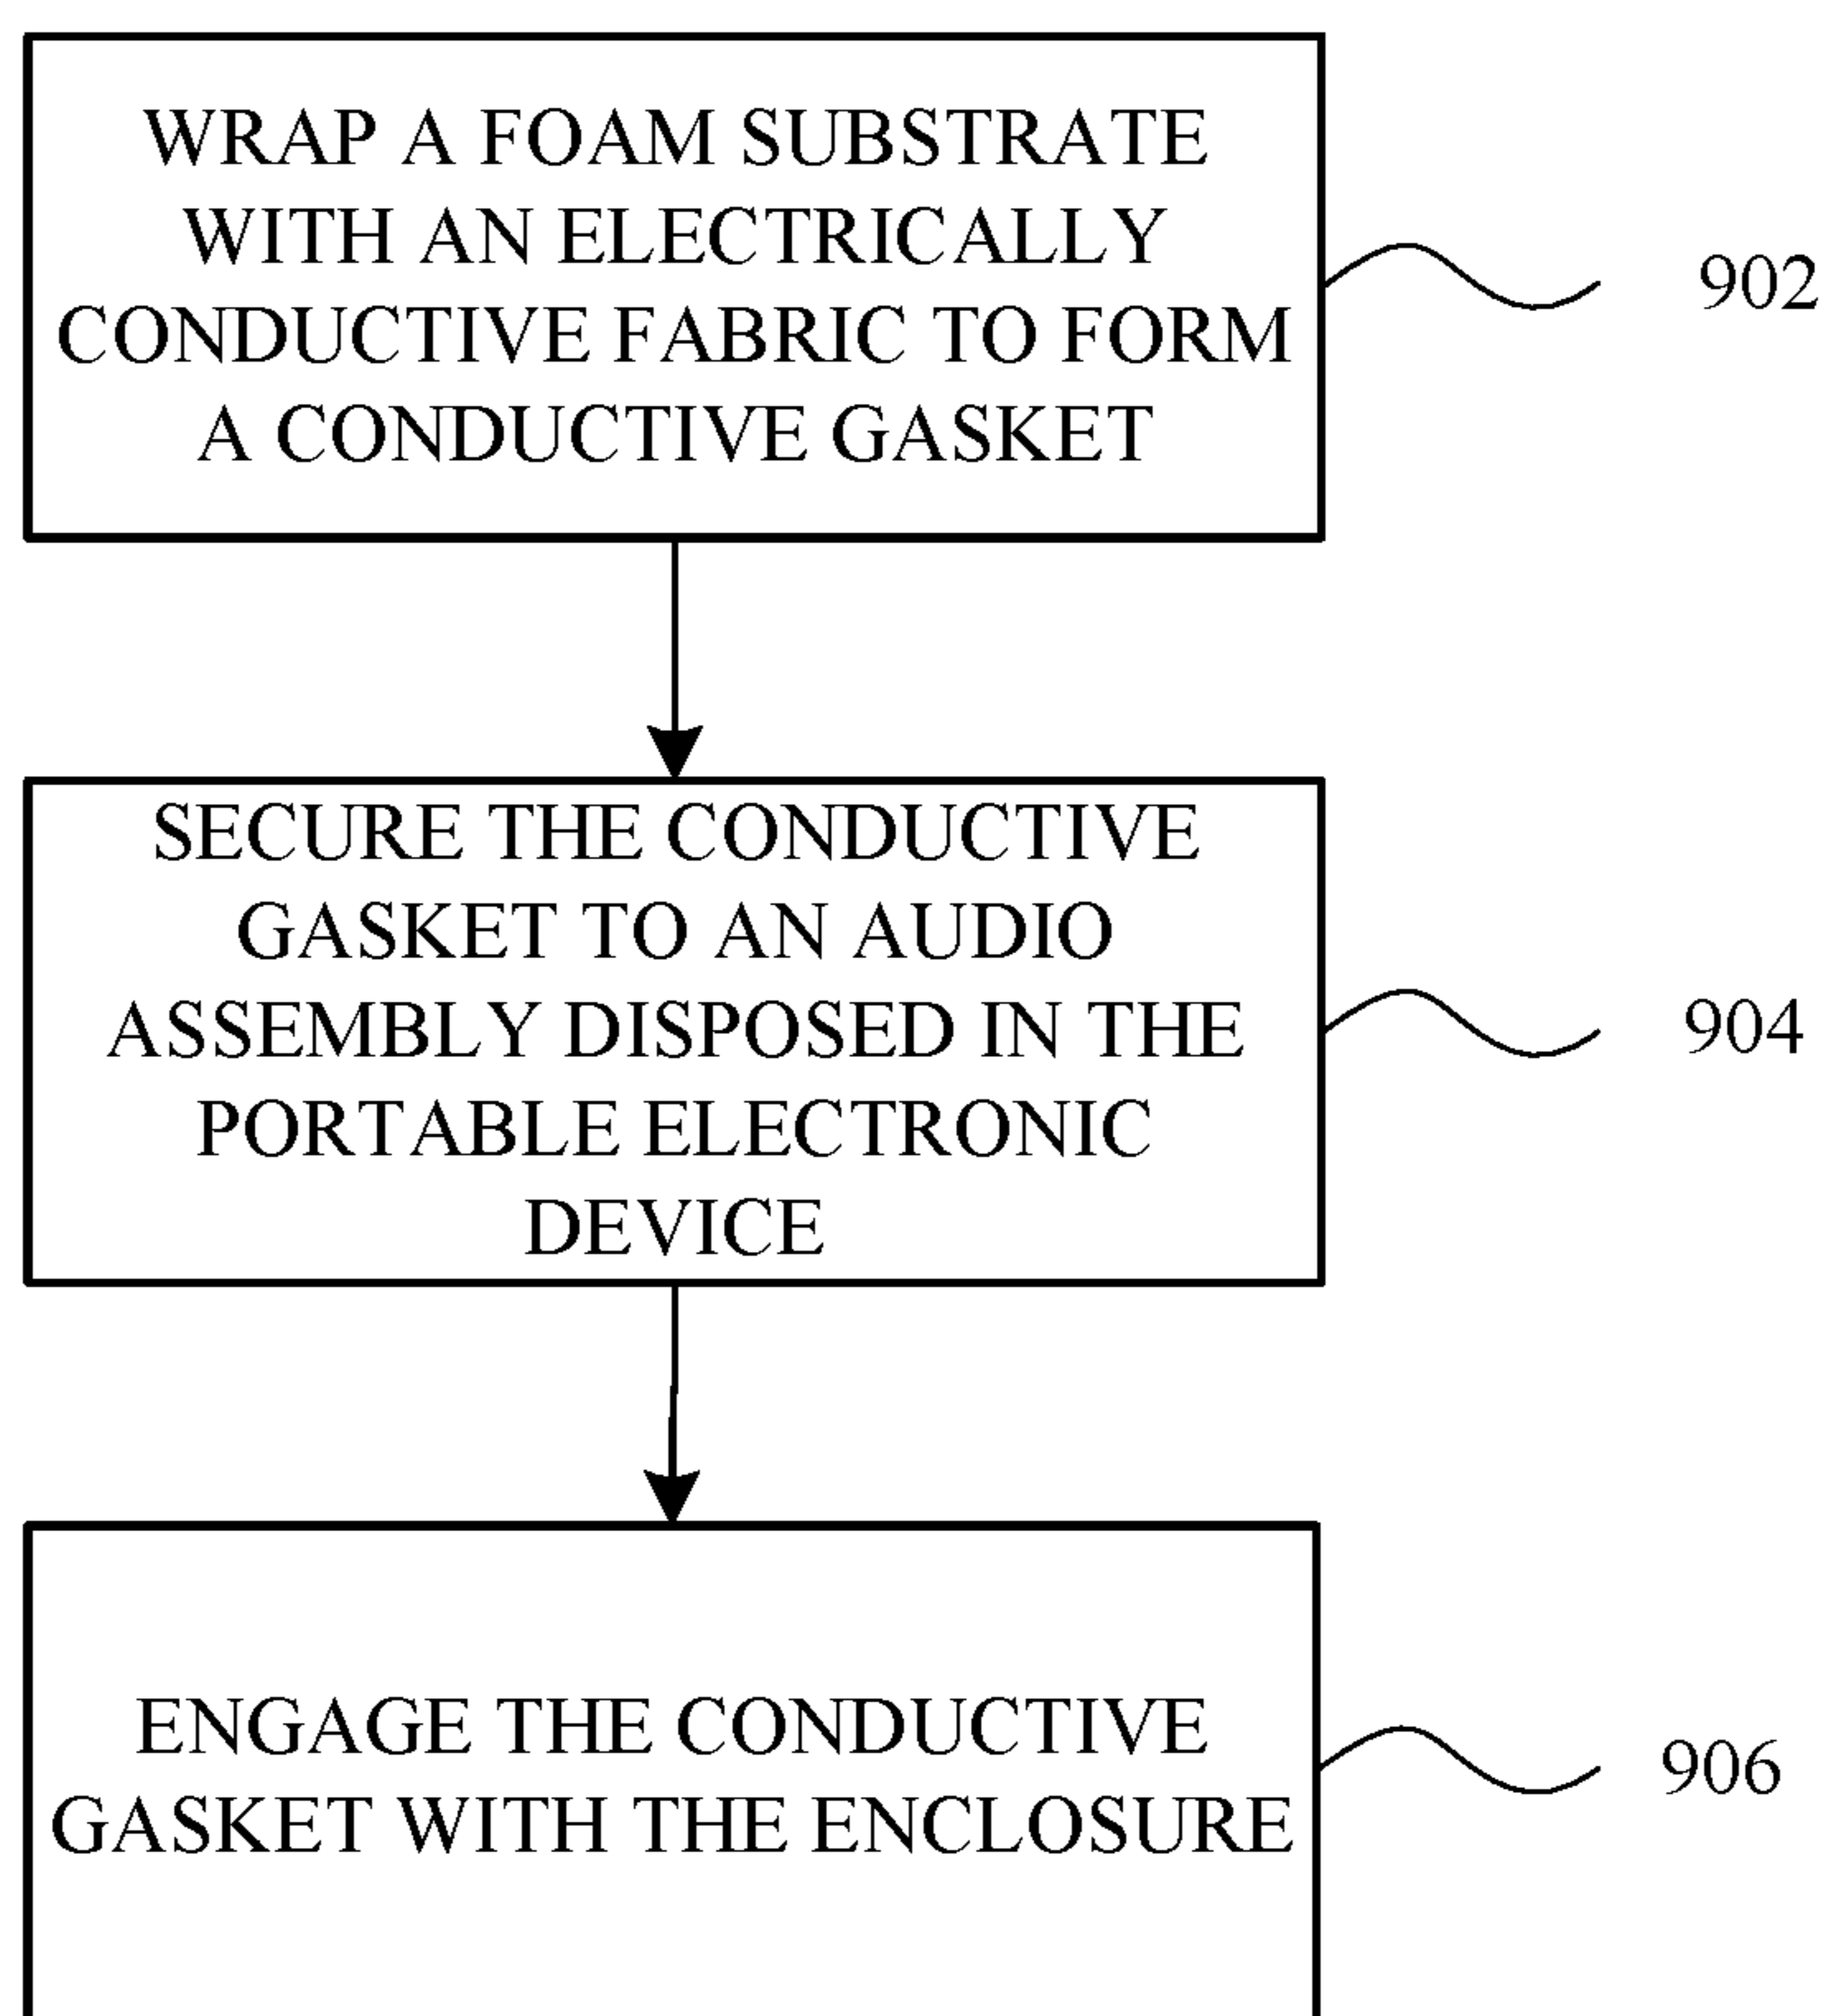 WRAP A FOAM SUBSTRATE
WITH AN ELECTRICALLY
CONDUCTIVE FABRIC TO FORM
A CONDUCTIVE GASKET
902
SECURE THE CONDUCTIVE
GASKET TO AN AUDIO
ASSEMBLY DISPOSED IN THE
PORTABLE ELECTRONIC
DEVICE
904
ENGAGE THE CONDUCTIVE
GASKET WITH THE ENCLOSURE
906